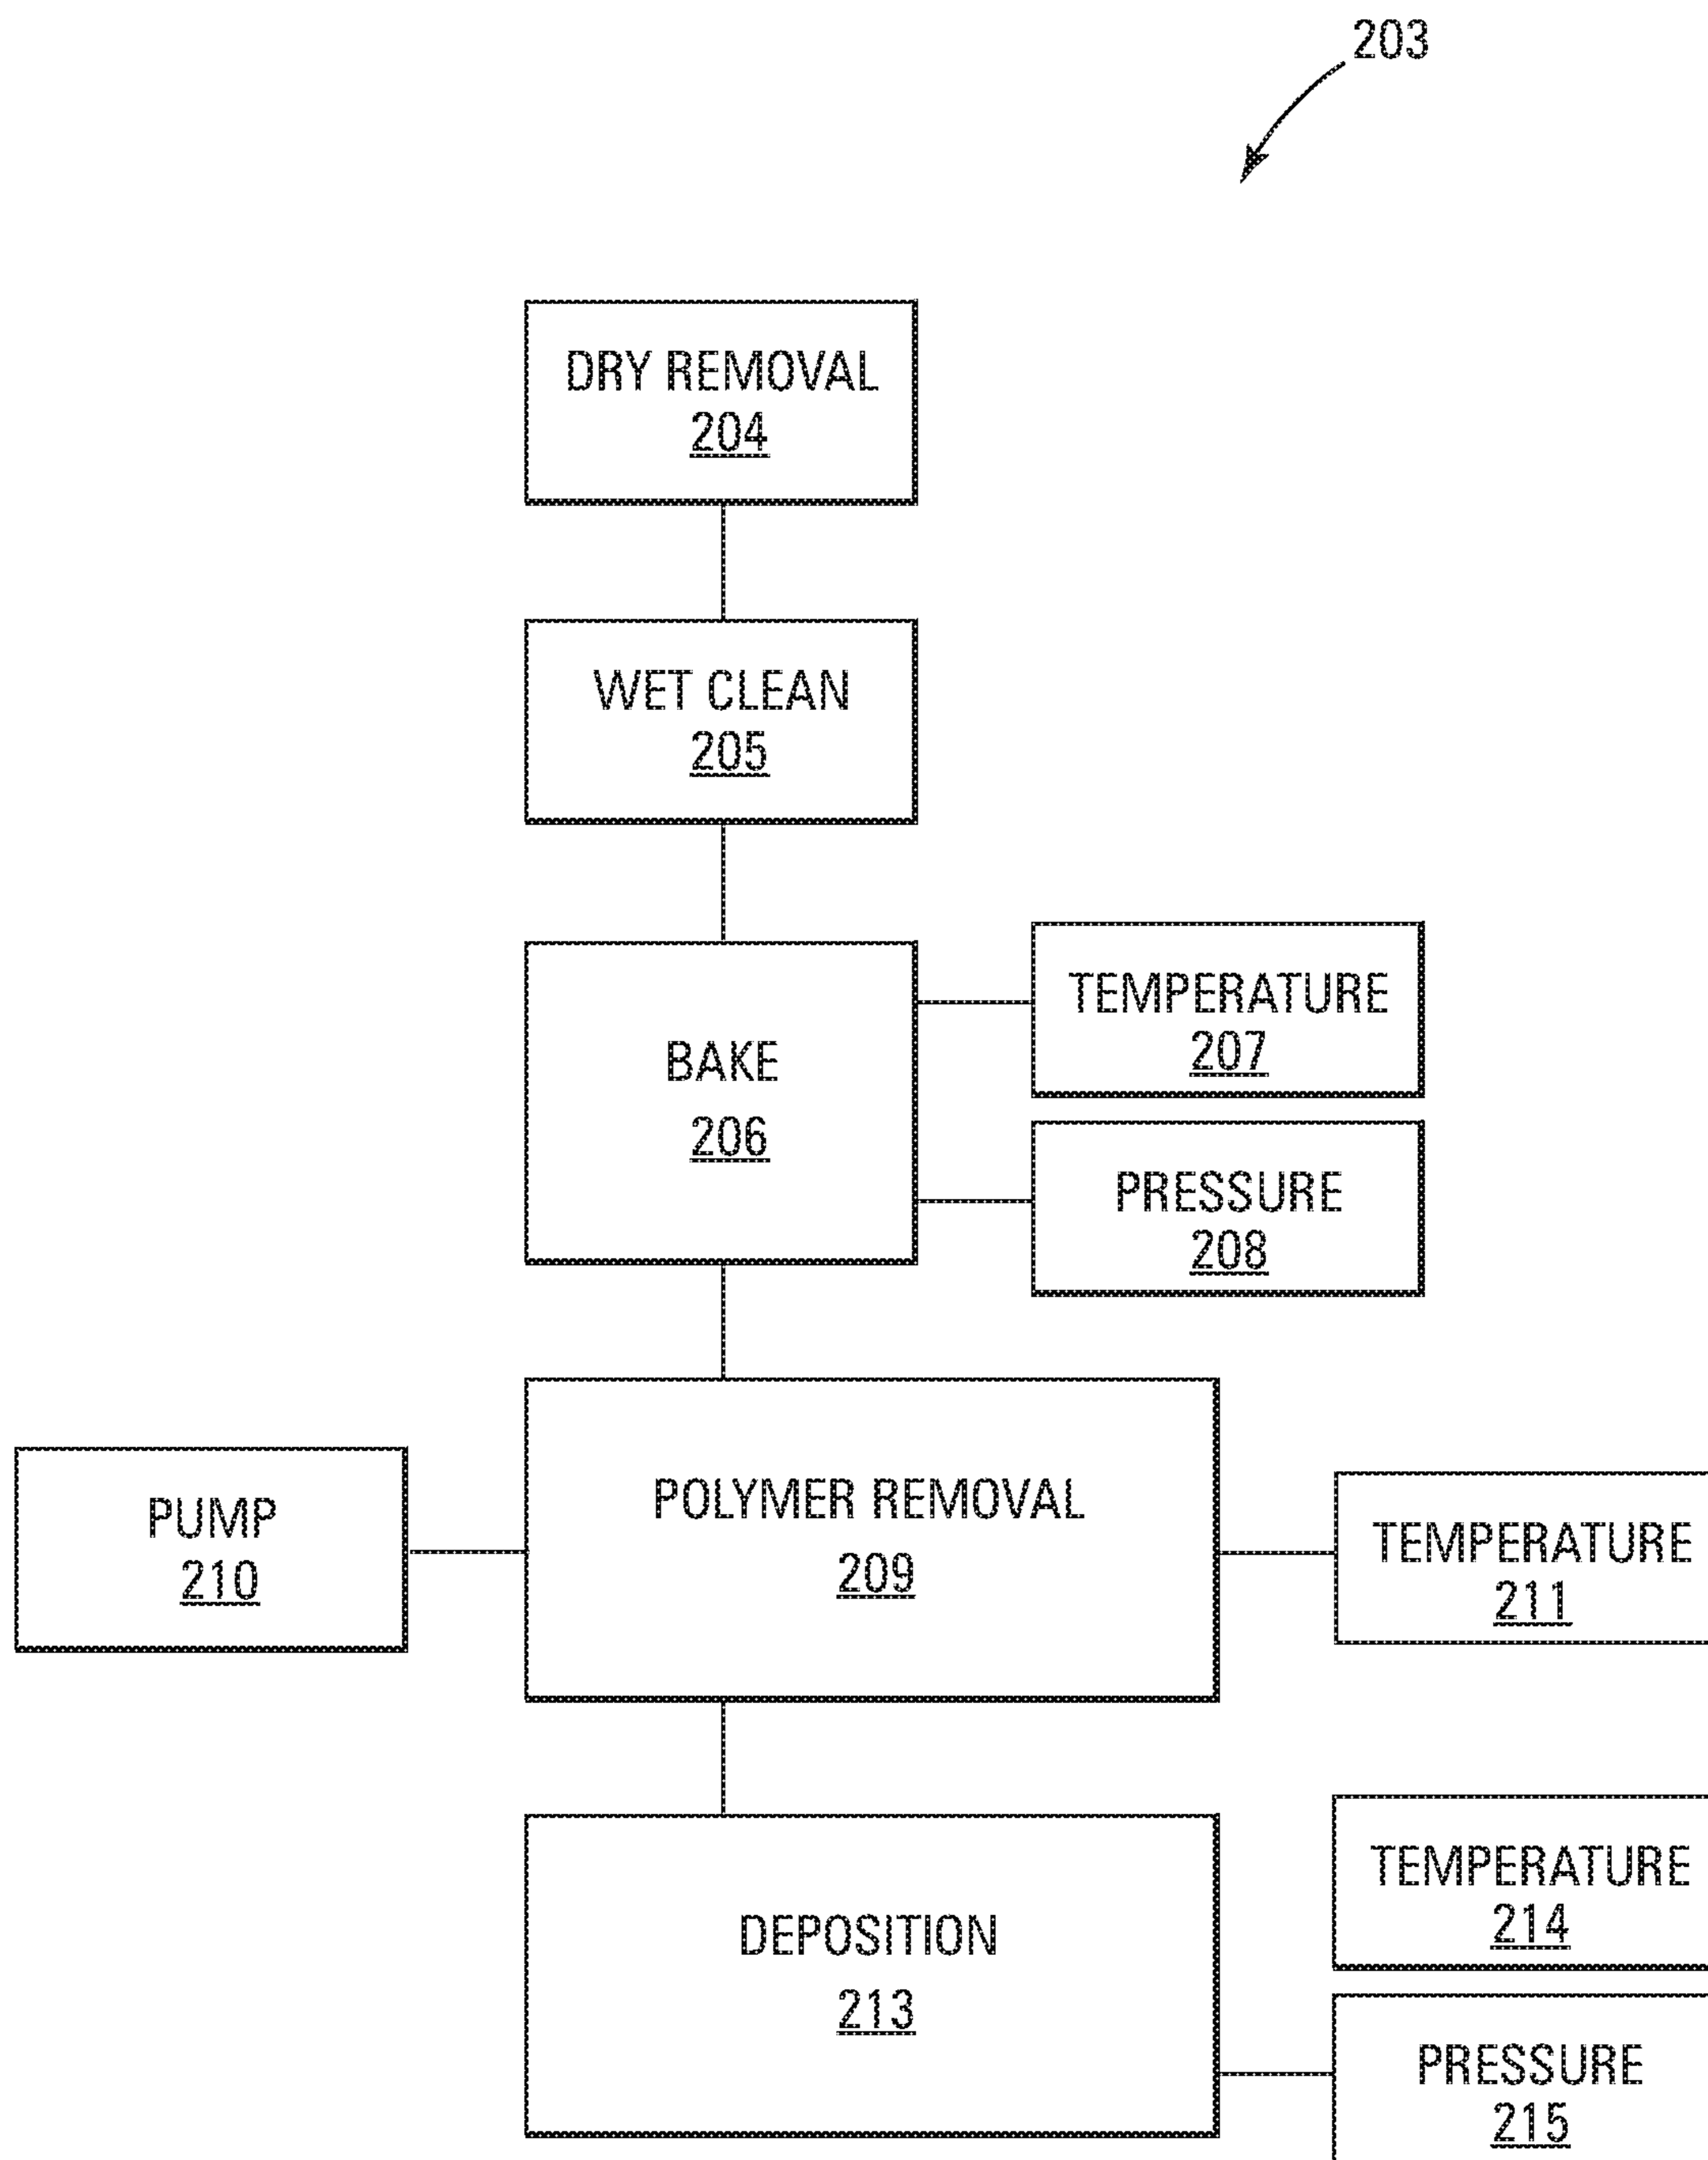 203
DRY REMOVAL
204
WET CLEAN
205
BAKE
206
TEMPERATURE
207
PRESSURE
208
POLYMER REMOVAL
209
PUMP
210
TEMPERATURE
211
DEPOSITION
213
TEMPERATURE
214
PRESSURE
215